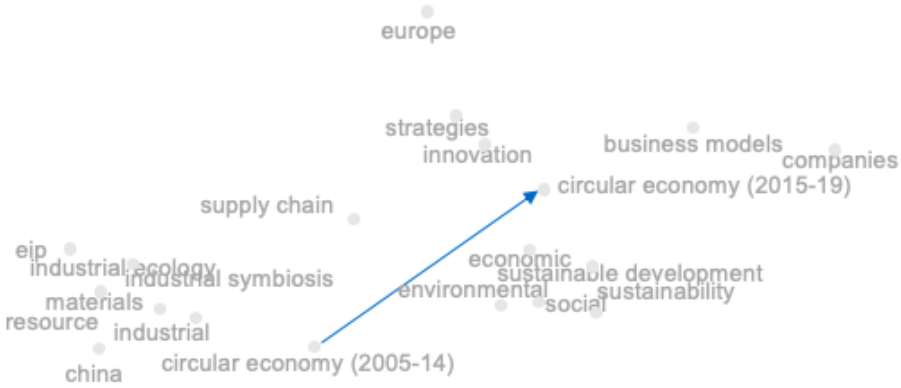 europe
strategies
innovation
business models
companies
circular economy (2015-19)
supply chain
eip
industrial ecology
industrial symbiosis
economic
sustainable development
environmental
sustainability
social
materials
resource
industrial
circular economy (2005-14)
china